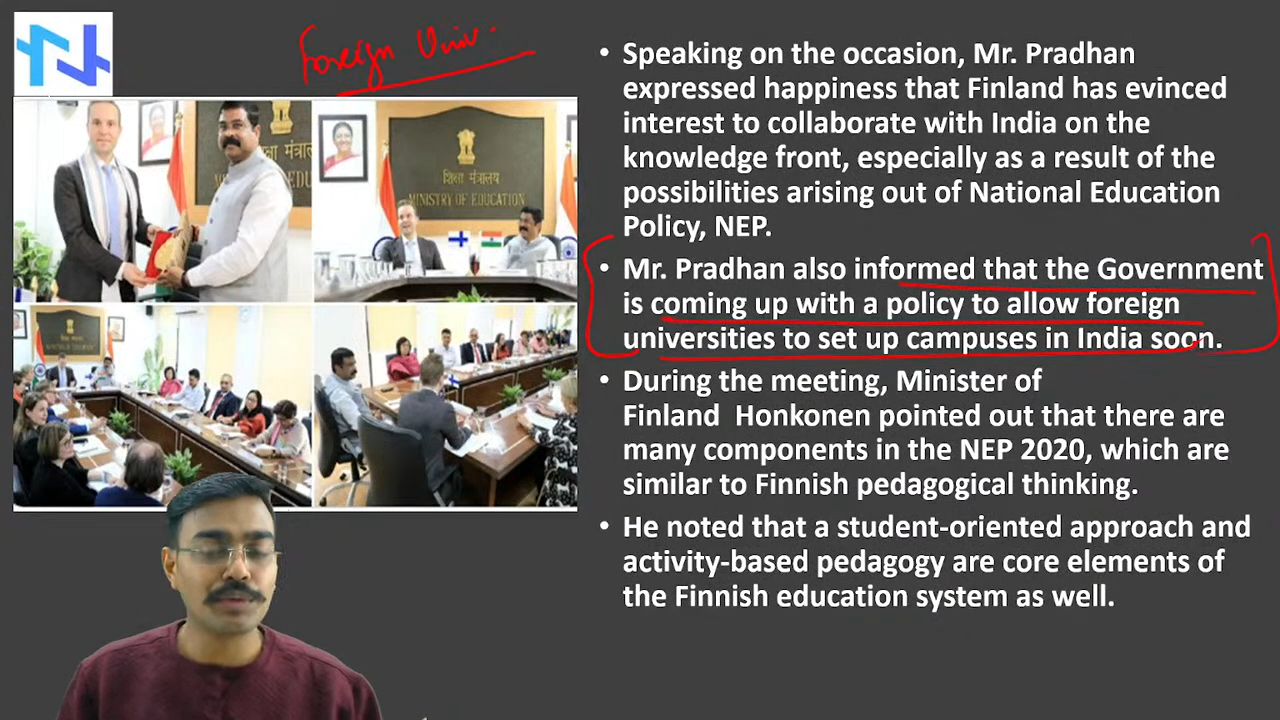 Foreign Univ.
शिक्षा मंत्रालय
MINISTRY OF EDUCATION
• Speaking on the occasion, Mr. Pradhan
expressed happiness that Finland has evinced
interest to collaborate with India on the
knowledge front, especially as a result of the
possibilities arising out of National Education
Policy, NEP.
• Mr. Pradhan also informed that the Government
is coming up with a policy to allow foreign
universities to set up campuses in India soon.
• During the meeting, Minister of
Finland Honkonen pointed out that there are
many components in the NEP 2020, which are
similar to Finnish pedagogical thinking.
• He noted that a student-oriented approach and
activity-based pedagogy are core elements of
the Finnish education system as well.